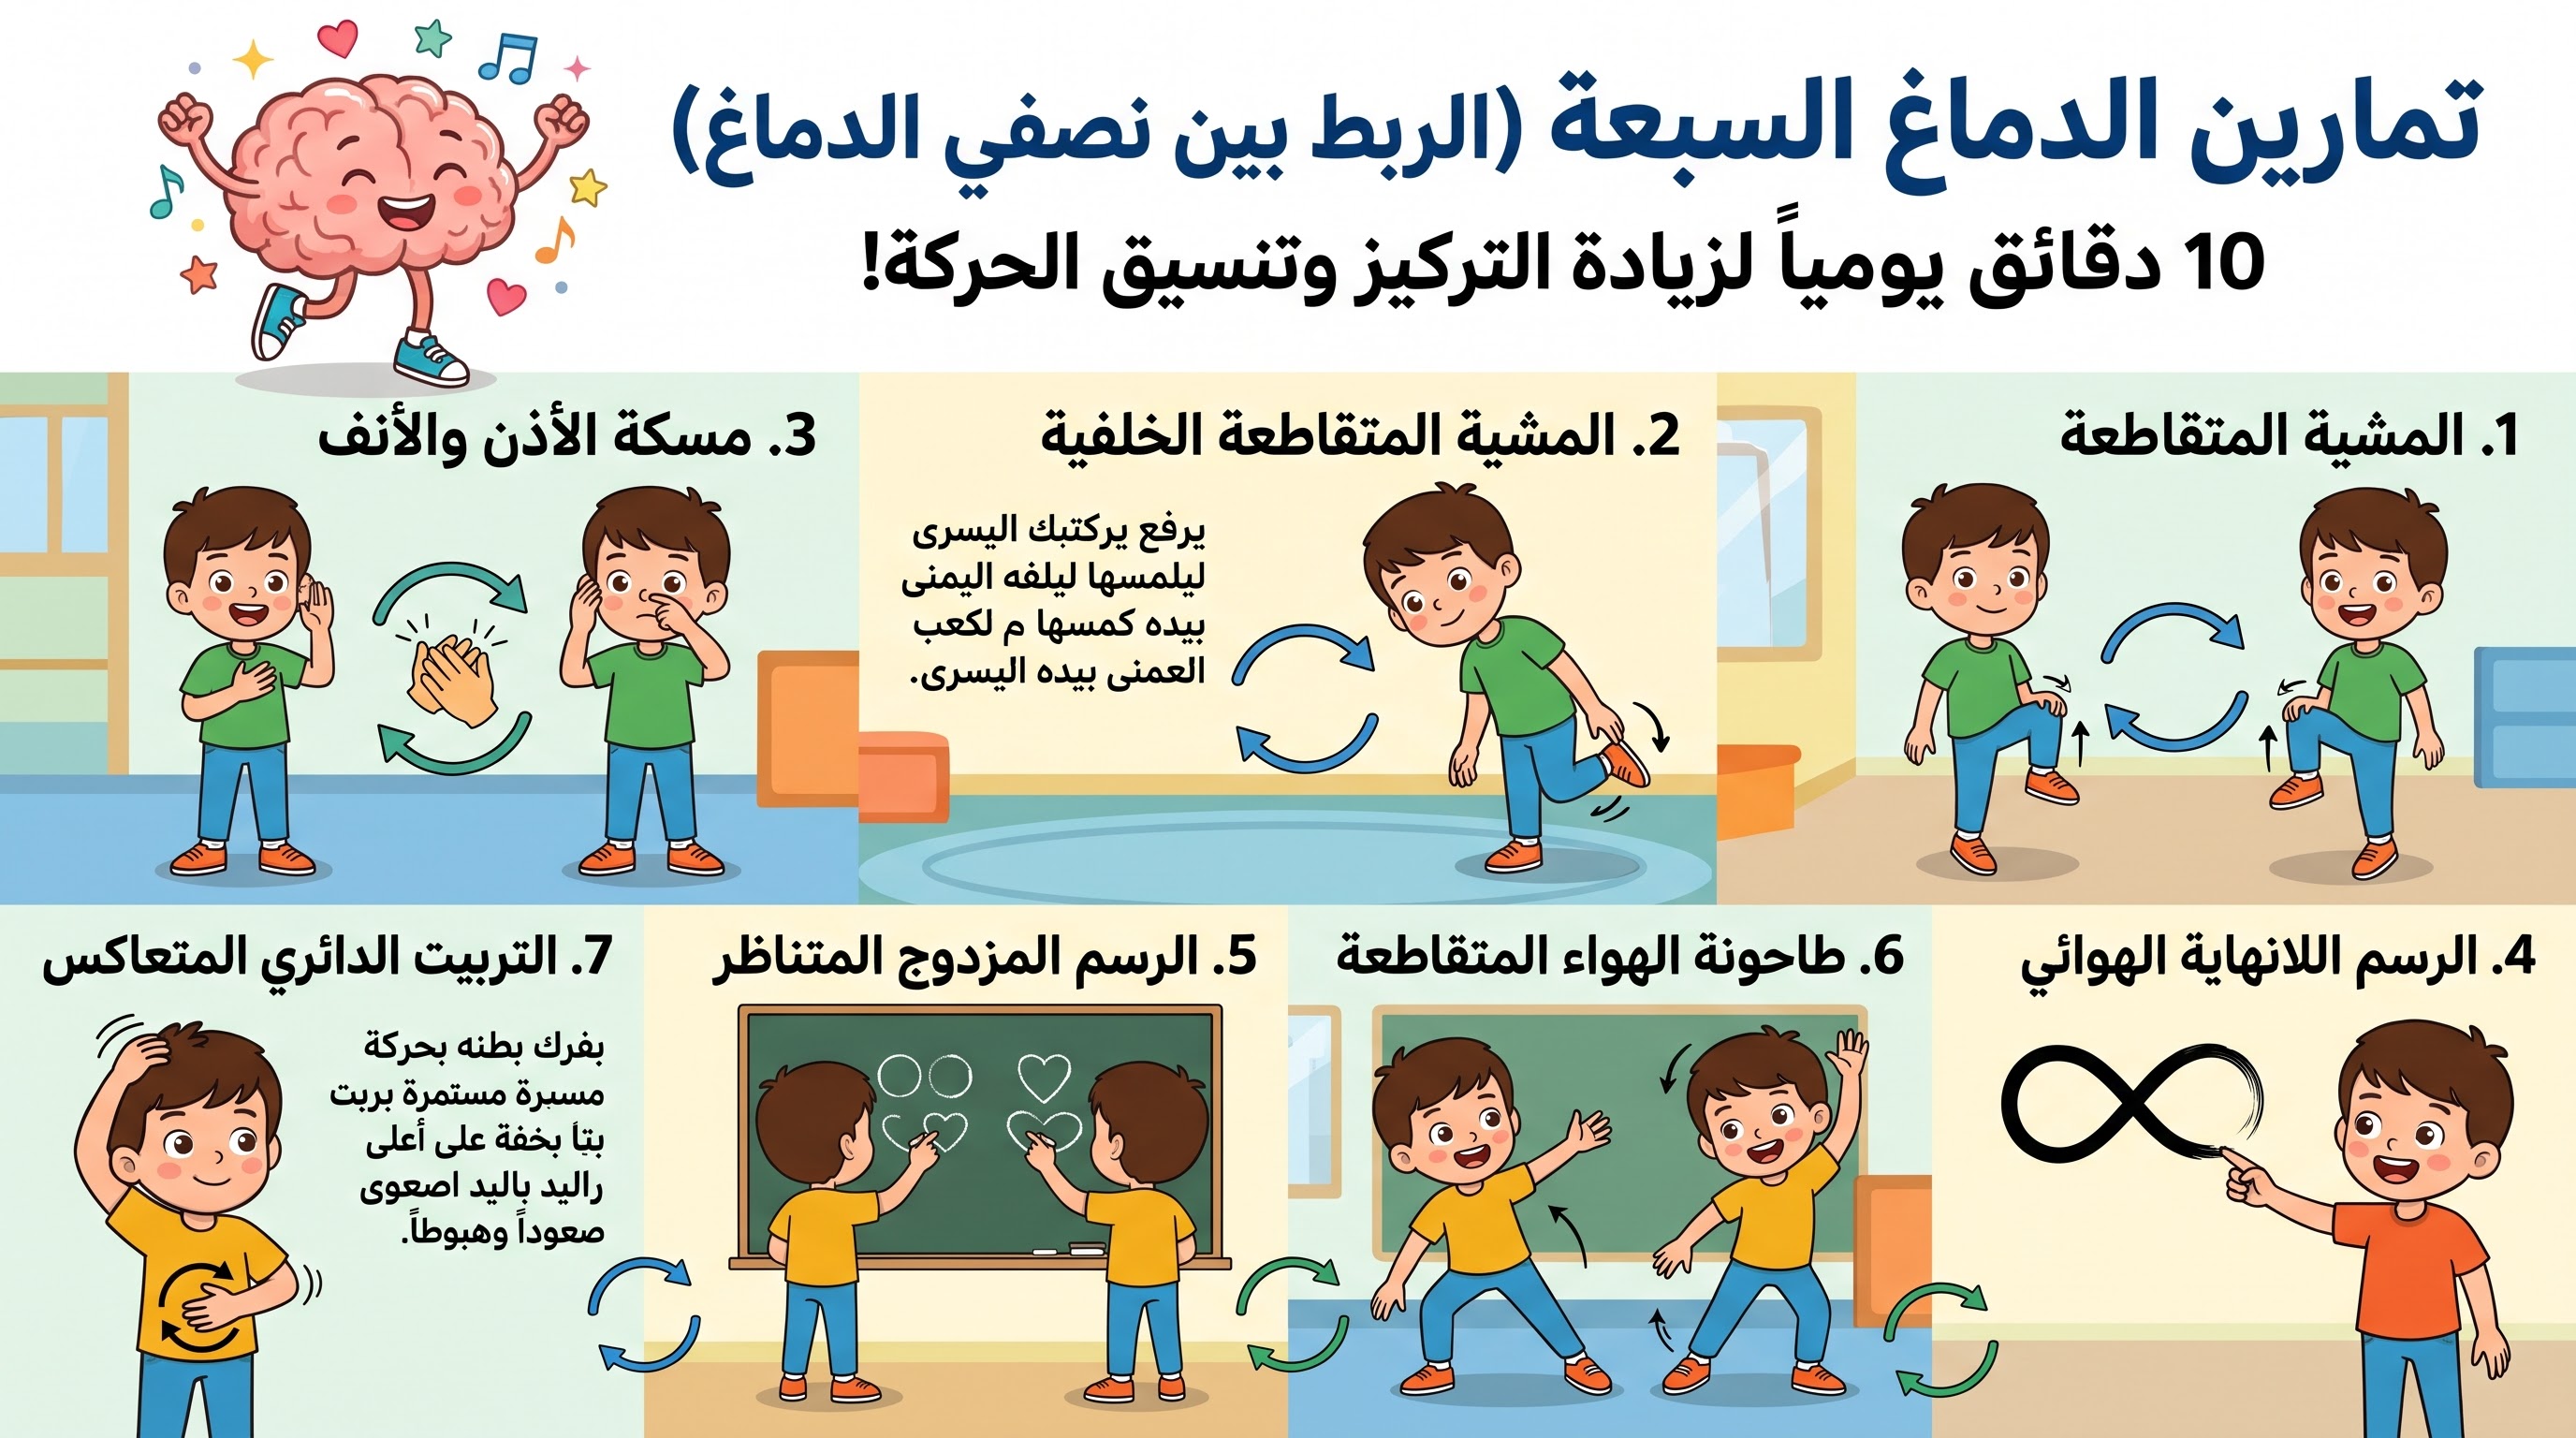 تمارين الدماغ السبعة (الربط بين نصفي الدماغ)
10 دقائق يومياً لزيادة التركيز وتنسيق الحركة!
1. المشية المتقاطعة
2. المشية المتقاطعة الخلفية
يرفع يركتبك اليسرى
ليلمسها ليلفه اليمنى
بيده كمسها م لكعب
العمنى بيده اليسرى.
3. مسكة الأذن والأنف
4. الرسم اللانهاية الهوائي
6. طاحونة الهواء المتقاطعة
5. الرسم المزدوج المتناظر
7. التربيت الدائري المتعاكس
بفرك بطنه بحركة
مسبرة مستمرة بربت
بتأ بخفة على أعلى
راليد باليد اصعوى
صعوداً وهبوطاً.